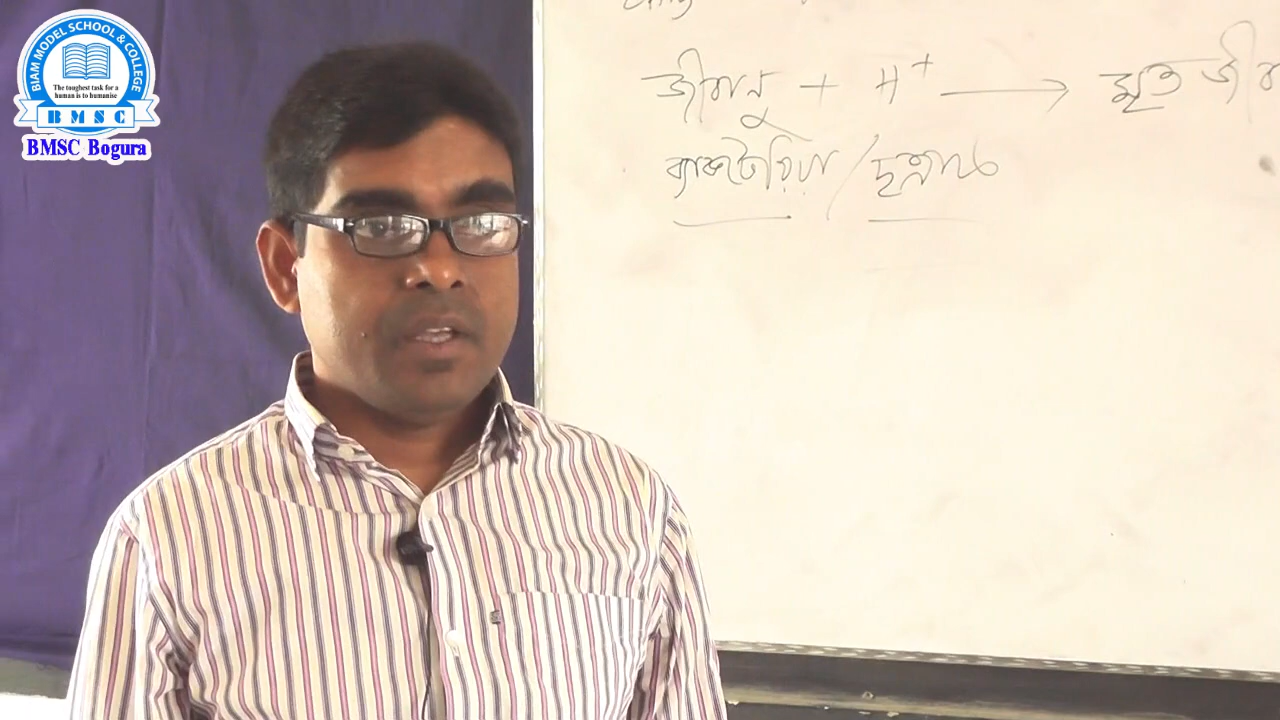 BIAM MODEL SCHOOL & COLLEGE
The toughest task for a
human is to humanise
BMSC
BMSC Bogura
জীবানু + H⁺ ⟶ মৃত জীব
ব্যাকটেরিয়া / ছত্রাক